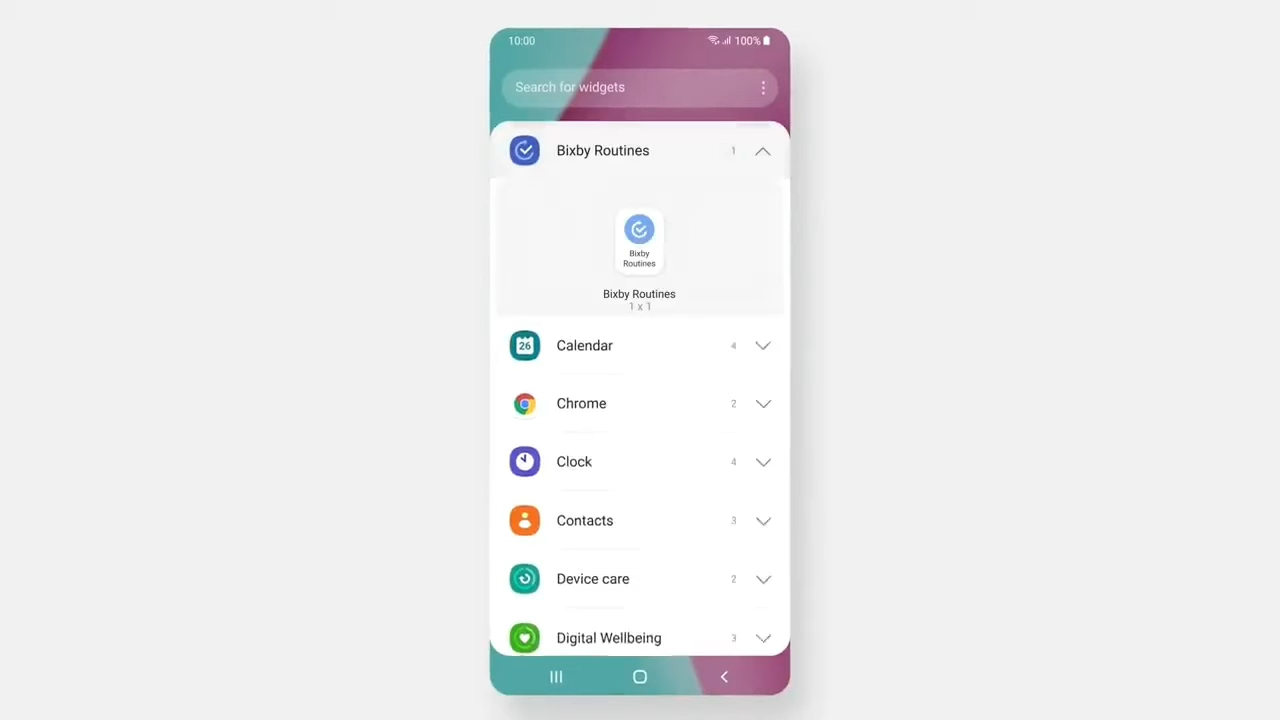 10:00 100%
Search for widgets
Bixby Routines 1
Bixby
Routines
Bixby Routines
1 x 1
26 Calendar 4
Chrome 2
Clock 4
Contacts 3
Device care 2
Digital Wellbeing 3